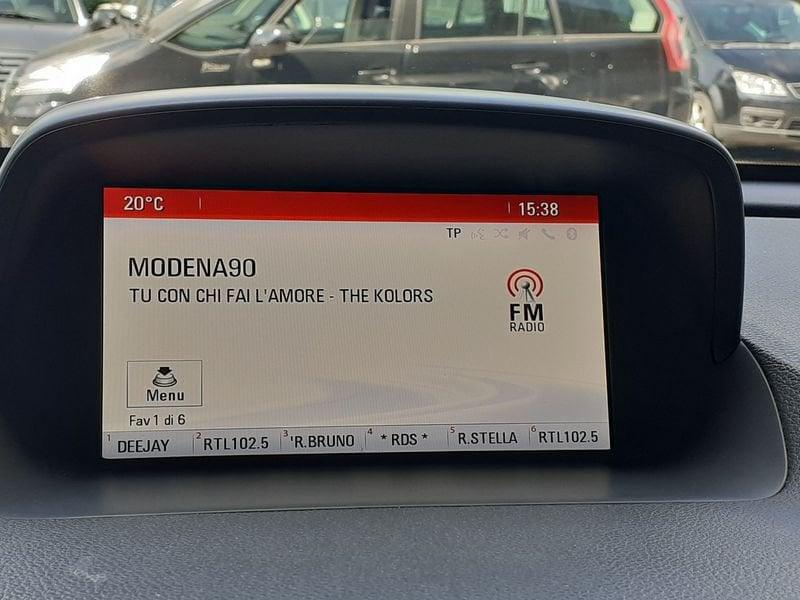 20°C 15:38
TP
MODENA90
TU CON CHI FAI L'AMORE - THE KOLORS
FM
RADIO
Menu
Fav 1 di 6
1 DEEJAY 2 RTL102.5 3 'R.BRUNO 4 * RDS * 5 R.STELLA 6 RTL102.5